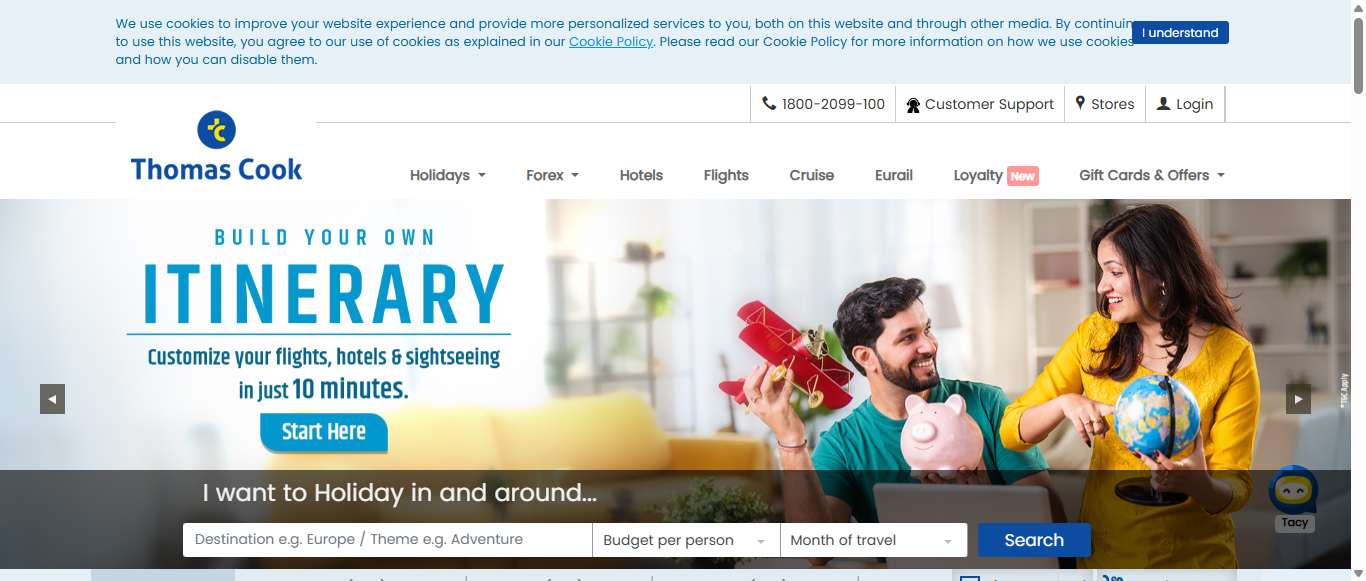 We use cookies to improve your website experience and provide more personalized services to you, both on this website and through other media. By continuin
to use this website, you agree to our use of cookies as explained in our Cookie Policy. Please read our Cookie Policy for more information on how we use cookies
and how you can disable them.
I understand
1800-2099-100 Customer Support Stores Login
Thomas Cook
Holidays Forex Hotels Flights Cruise Eurail Loyalty New Gift Cards & Offers
BUILD YOUR OWN
ITINERARY
Customize your flights, hotels & sightseeing
in just 10 minutes.
Start Here
*T&C Apply
I want to Holiday in and around...
Tacy
Destination e.g. Europe / Theme e.g. Adventure Budget per person Month of travel Search